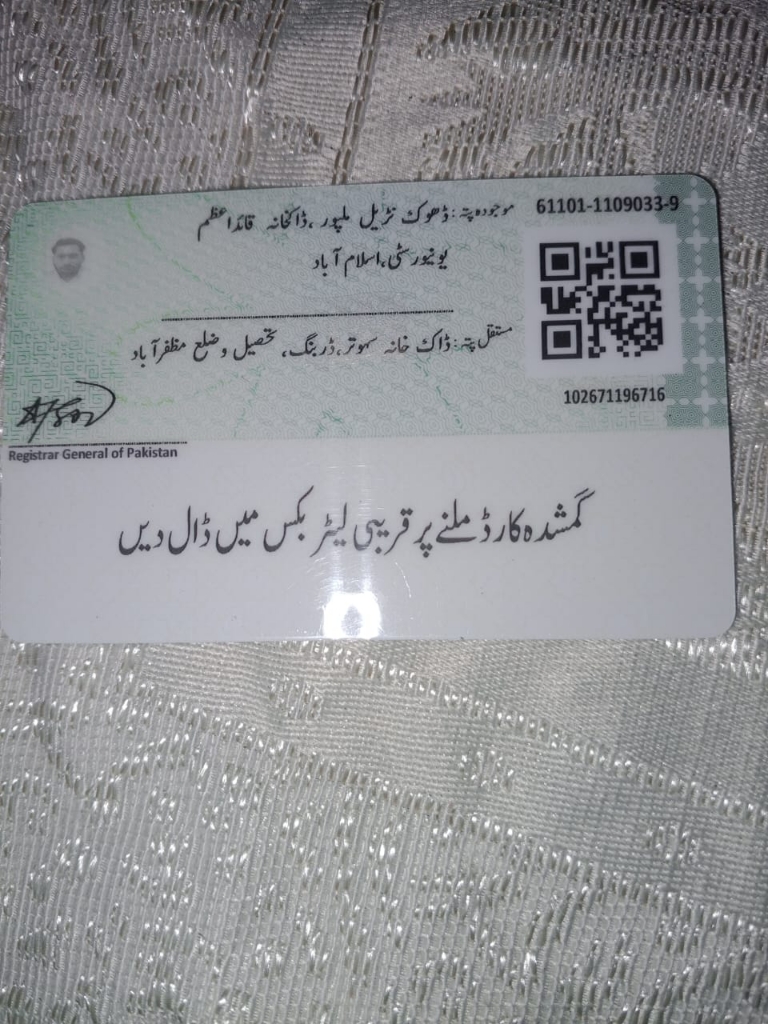 61101-1109033-9
موجودہ پتہ: ڈھوک نڑیل ملپور، ڈاکخانہ قائداعظم
یونیورسٹی، اسلام آباد
مستقل پتہ: ڈاک خانہ سہوتر، ڈربنگ، تحصیل و ضلع مظفرآباد
102671196716
Registrar General of Pakistan
گمشدہ کارڈ ملنے پر قریبی لیٹر بکس میں ڈال دیں